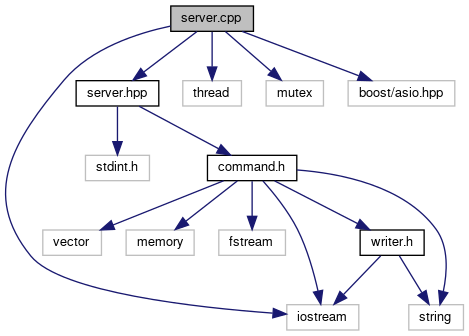 server.cpp
server.hpp
thread
mutex
boost/asio.hpp
stdint.h
command.h
vector
memory
fstream
writer.h
iostream
string